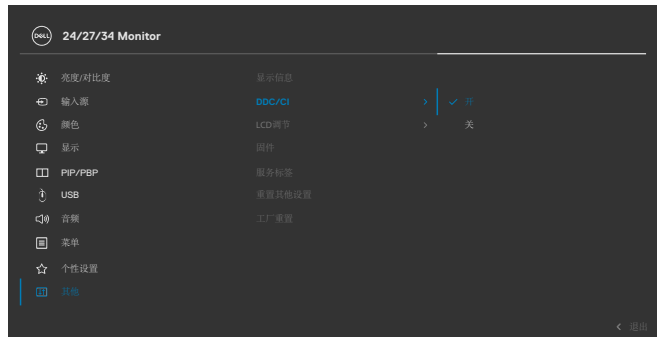 DELL
24/27/34 Monitor
亮度/对比度 显示信息
输入源 DDC/CI 开
颜色 LCD调节 关
显示 固件
PIP/PBP 服务标签
USB 重置其他设置
音频 工厂重置
菜单
个性设置
其他
退出